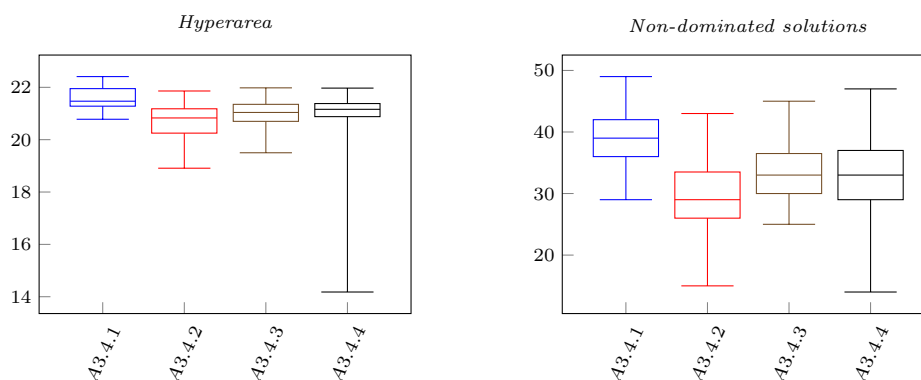 Hyperarea
22
20
18
16
14
A3.4.1
A3.4.2
A3.4.3
A3.4.4
Non-dominated solutions
50
40
30
20
A3.4.1
A3.4.2
A3.4.3
A3.4.4